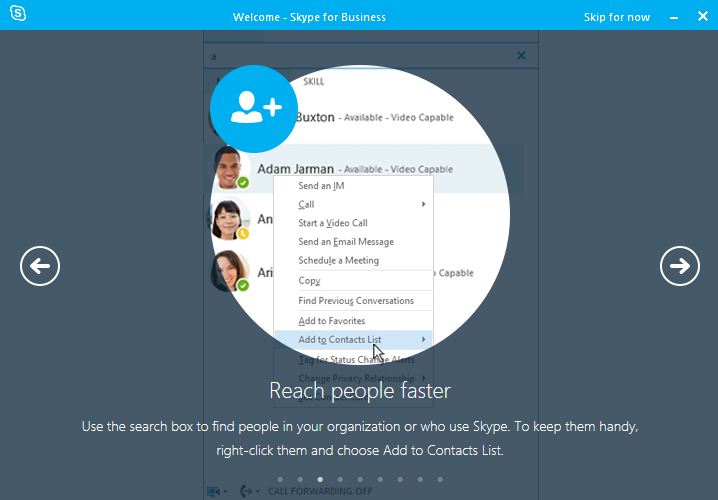 Welcome - Skype for Business
Skip for now
a
SKILL
Buxton - Available - Video Capable
Adam Jarman - Available - Video Capable
An
Ari
Video Capable
Send an IM
Call
Start a Video Call
Send an Email Message
Schedule a Meeting
Copy
Find Previous Conversations
Add to Favorites
Add to Contacts List
Tag for Status Change Alerts
Change Privacy Relationship
Reach people faster
Use the search box to find people in your organization or who use Skype. To keep them handy,
right-click them and choose Add to Contacts List.
CALL FORWARDING OFF